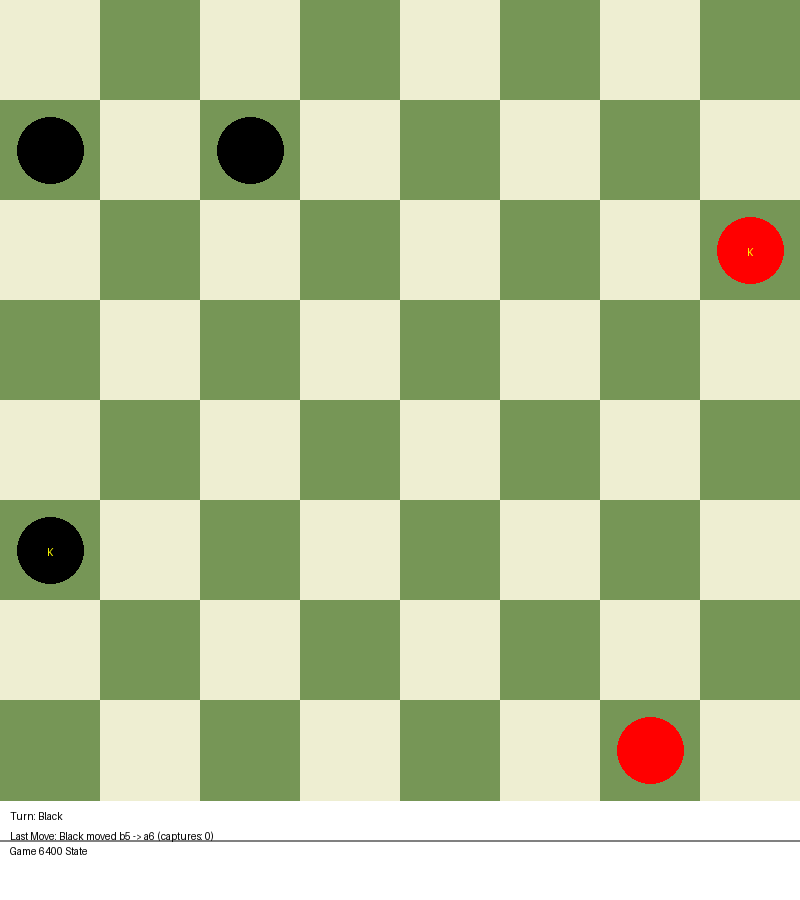 K
K
Turn: Black
Last Move: Black moved b5 -> a6 (captures: 0)
Game 6400 State